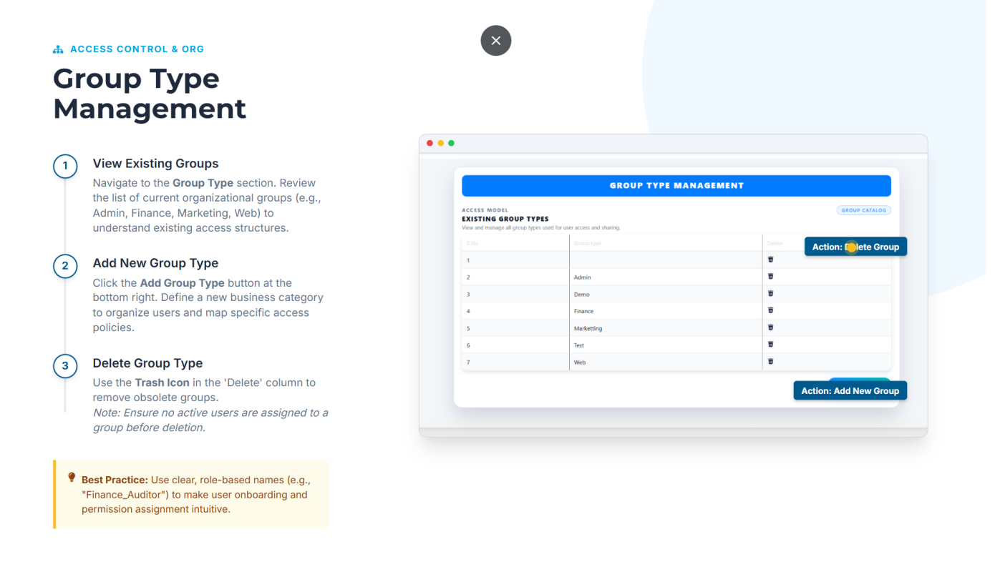 ACCESS CONTROL & ORG
Group Type
Management
1
View Existing Groups
Navigate to the Group Type section. Review
the list of current organizational groups (e.g.,
Admin, Finance, Marketing, Web) to
understand existing access structures.
2
Add New Group Type
Click the Add Group Type button at the
bottom right. Define a new business category
to organize users and map specific access
policies.
3
Delete Group Type
Use the Trash Icon in the 'Delete' column to
remove obsolete groups.
Note: Ensure no active users are assigned to a
group before deletion.
Best Practice: Use clear, role-based names (e.g.,
"Finance_Auditor") to make user onboarding and
permission assignment intuitive.
GROUP TYPE MANAGEMENT
ACCESS MODEL
GROUP CATALOG
EXISTING GROUP TYPES
View and manage all group types used for user access and sharing.
S.No Group type Delete
Action: Delete Group
1
2 Admin
3 Demo
4 Finance
5 Marketting
6 Test
7 Web
Action: Add New Group